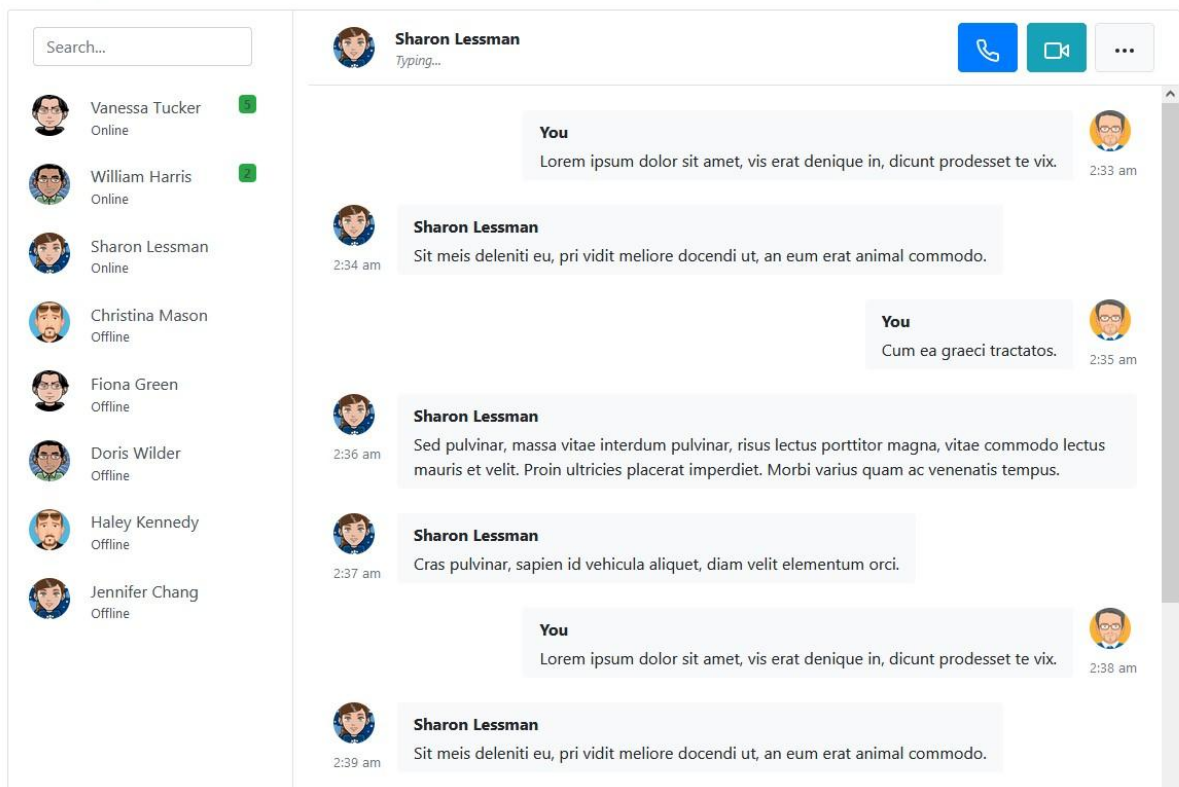 Search...
Vanessa Tucker
5
Online
William Harris
2
Online
Sharon Lessman
Online
Christina Mason
Offline
Fiona Green
Offline
Doris Wilder
Offline
Haley Kennedy
Offline
Jennifer Chang
Offline
Sharon Lessman
Typing...
You
Lorem ipsum dolor sit amet, vis erat denique in, dicunt prodesset te vix.
2:33 am
Sharon Lessman
Sit meis deleniti eu, pri vidit meliore docendi ut, an eum erat animal commodo.
2:34 am
You
Cum ea graeci tractatos.
2:35 am
Sharon Lessman
Sed pulvinar, massa vitae interdum pulvinar, risus lectus porttitor magna, vitae commodo lectus
mauris et velit. Proin ultricies placerat imperdiet. Morbi varius quam ac venenatis tempus.
2:36 am
Sharon Lessman
Cras pulvinar, sapien id vehicula aliquet, diam velit elementum orci.
2:37 am
You
Lorem ipsum dolor sit amet, vis erat denique in, dicunt prodesset te vix.
2:38 am
Sharon Lessman
Sit meis deleniti eu, pri vidit meliore docendi ut, an eum erat animal commodo.
2:39 am